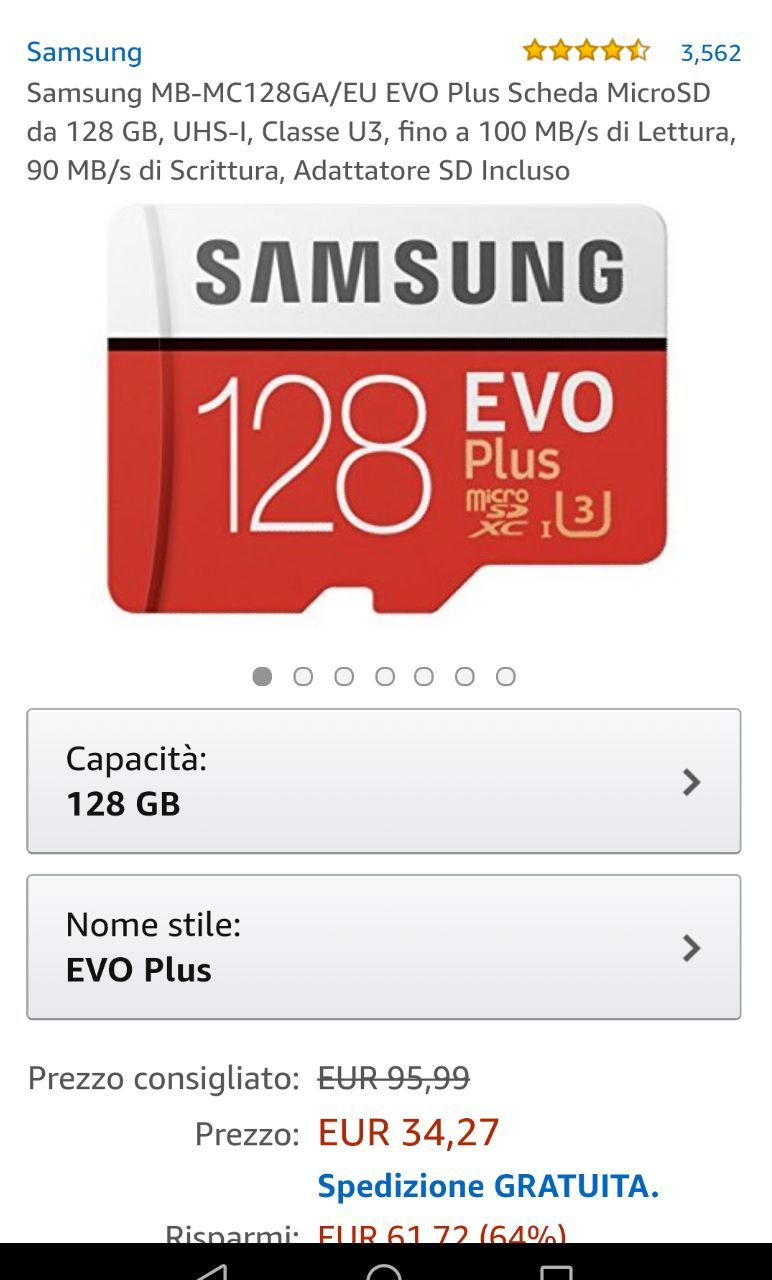 Samsung 3,562
Samsung MB-MC128GA/EU EVO Plus Scheda MicroSD
da 128 GB, UHS-I, Classe U3, fino a 100 MB/s di Lettura,
90 MB/s di Scrittura, Adattatore SD Incluso
SAMSUNG
128
EVO
Plus
micro
SD
XC I U3
Capacità:
128 GB
Nome stile:
EVO Plus
Prezzo consigliato: EUR 95,99
Prezzo: EUR 34,27
Spedizione GRATUITA.
Risparmi: EUR 61,72 (64%)